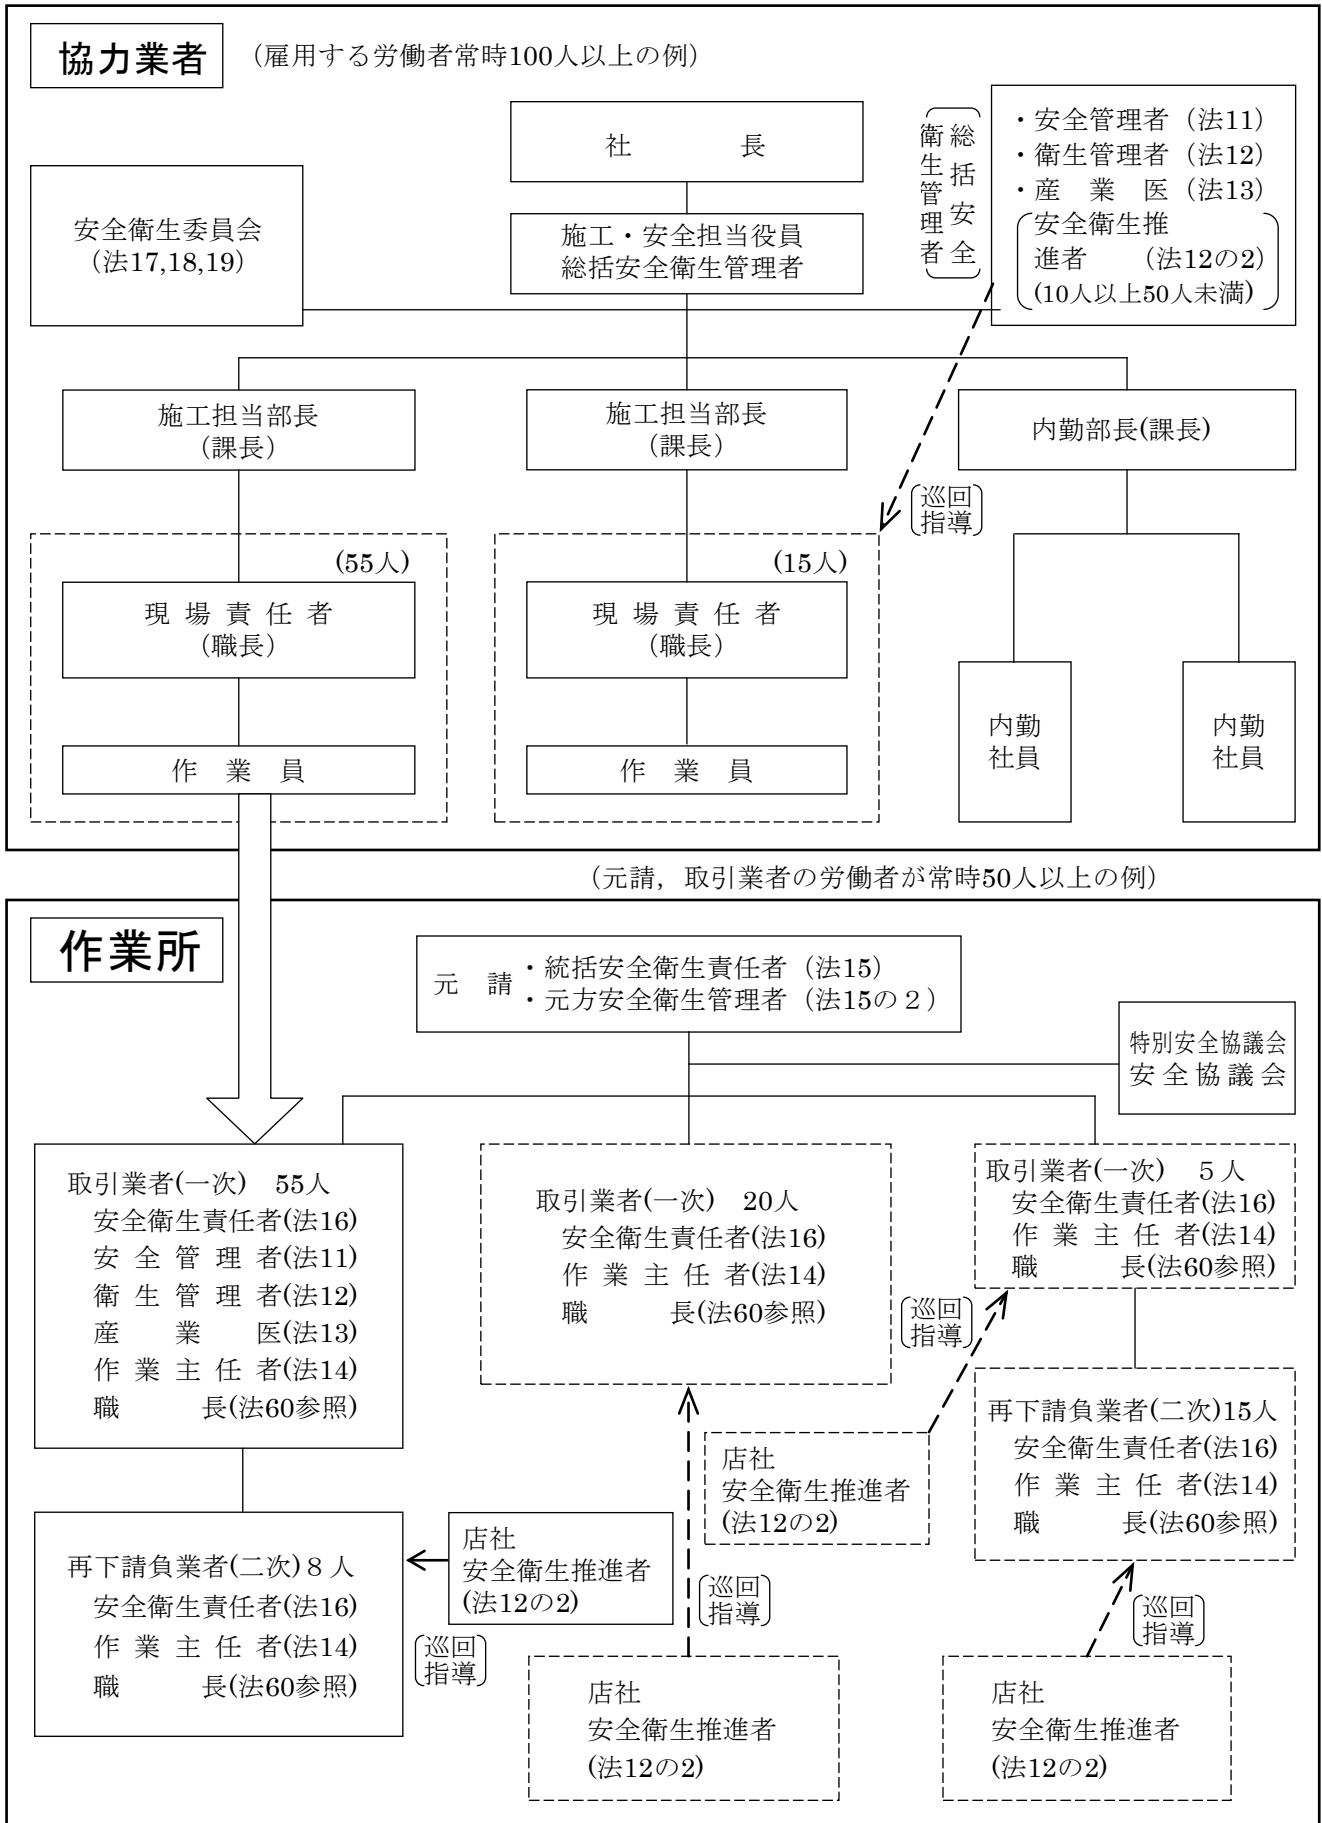 協力業者
（雇用する労働者常時100人以上の例）
社　　長
総括安全
衛生管理者
・安全管理者（法11）
・衛生管理者（法12）
・産　業　医（法13）
安全衛生推
進者　（法12の2）
(10人以上50人未満)
安全衛生委員会
（法17,18,19）
施工・安全担当役員
総括安全衛生管理者
施工担当部長
（課長）
施工担当部長
（課長）
内勤部長(課長)
巡回
指導
(55人)
現場責任者
（職長）
作業員
(15人)
現場責任者
（職長）
作業員
内勤
社員
内勤
社員
（元請，取引業者の労働者が常時50人以上の例）
作業所
元　請
・統括安全衛生責任者（法15）
・元方安全衛生管理者（法15の２）
特別安全協議会
安全協議会
取引業者(一次)　55人
安全衛生責任者(法16)
安全管理者(法11)
衛生管理者(法12)
産業医(法13)
作業主任者(法14)
職　長(法60参照)
取引業者(一次)　20人
安全衛生責任者(法16)
作業主任者(法14)
職　長(法60参照)
取引業者(一次)　５人
安全衛生責任者(法16)
作業主任者(法14)
職　長(法60参照)
巡回
指導
再下請負業者(二次)15人
安全衛生責任者(法16)
作業主任者(法14)
職　長(法60参照)
店社
安全衛生推進者
(法12の2)
店社
安全衛生推進者
(法12の2)
再下請負業者(二次)８人
安全衛生責任者(法16)
作業主任者(法14)
職　長(法60参照)
巡回
指導
巡回
指導
巡回
指導
店社
安全衛生推進者
(法12の2)
店社
安全衛生推進者
(法12の2)